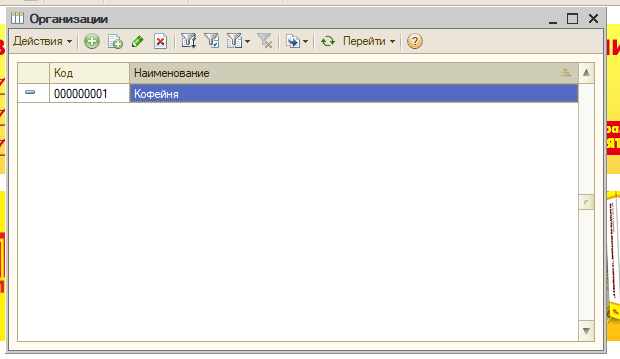 Организации
Действия
Перейти
?
Код Наименование
000000001 Кофейня